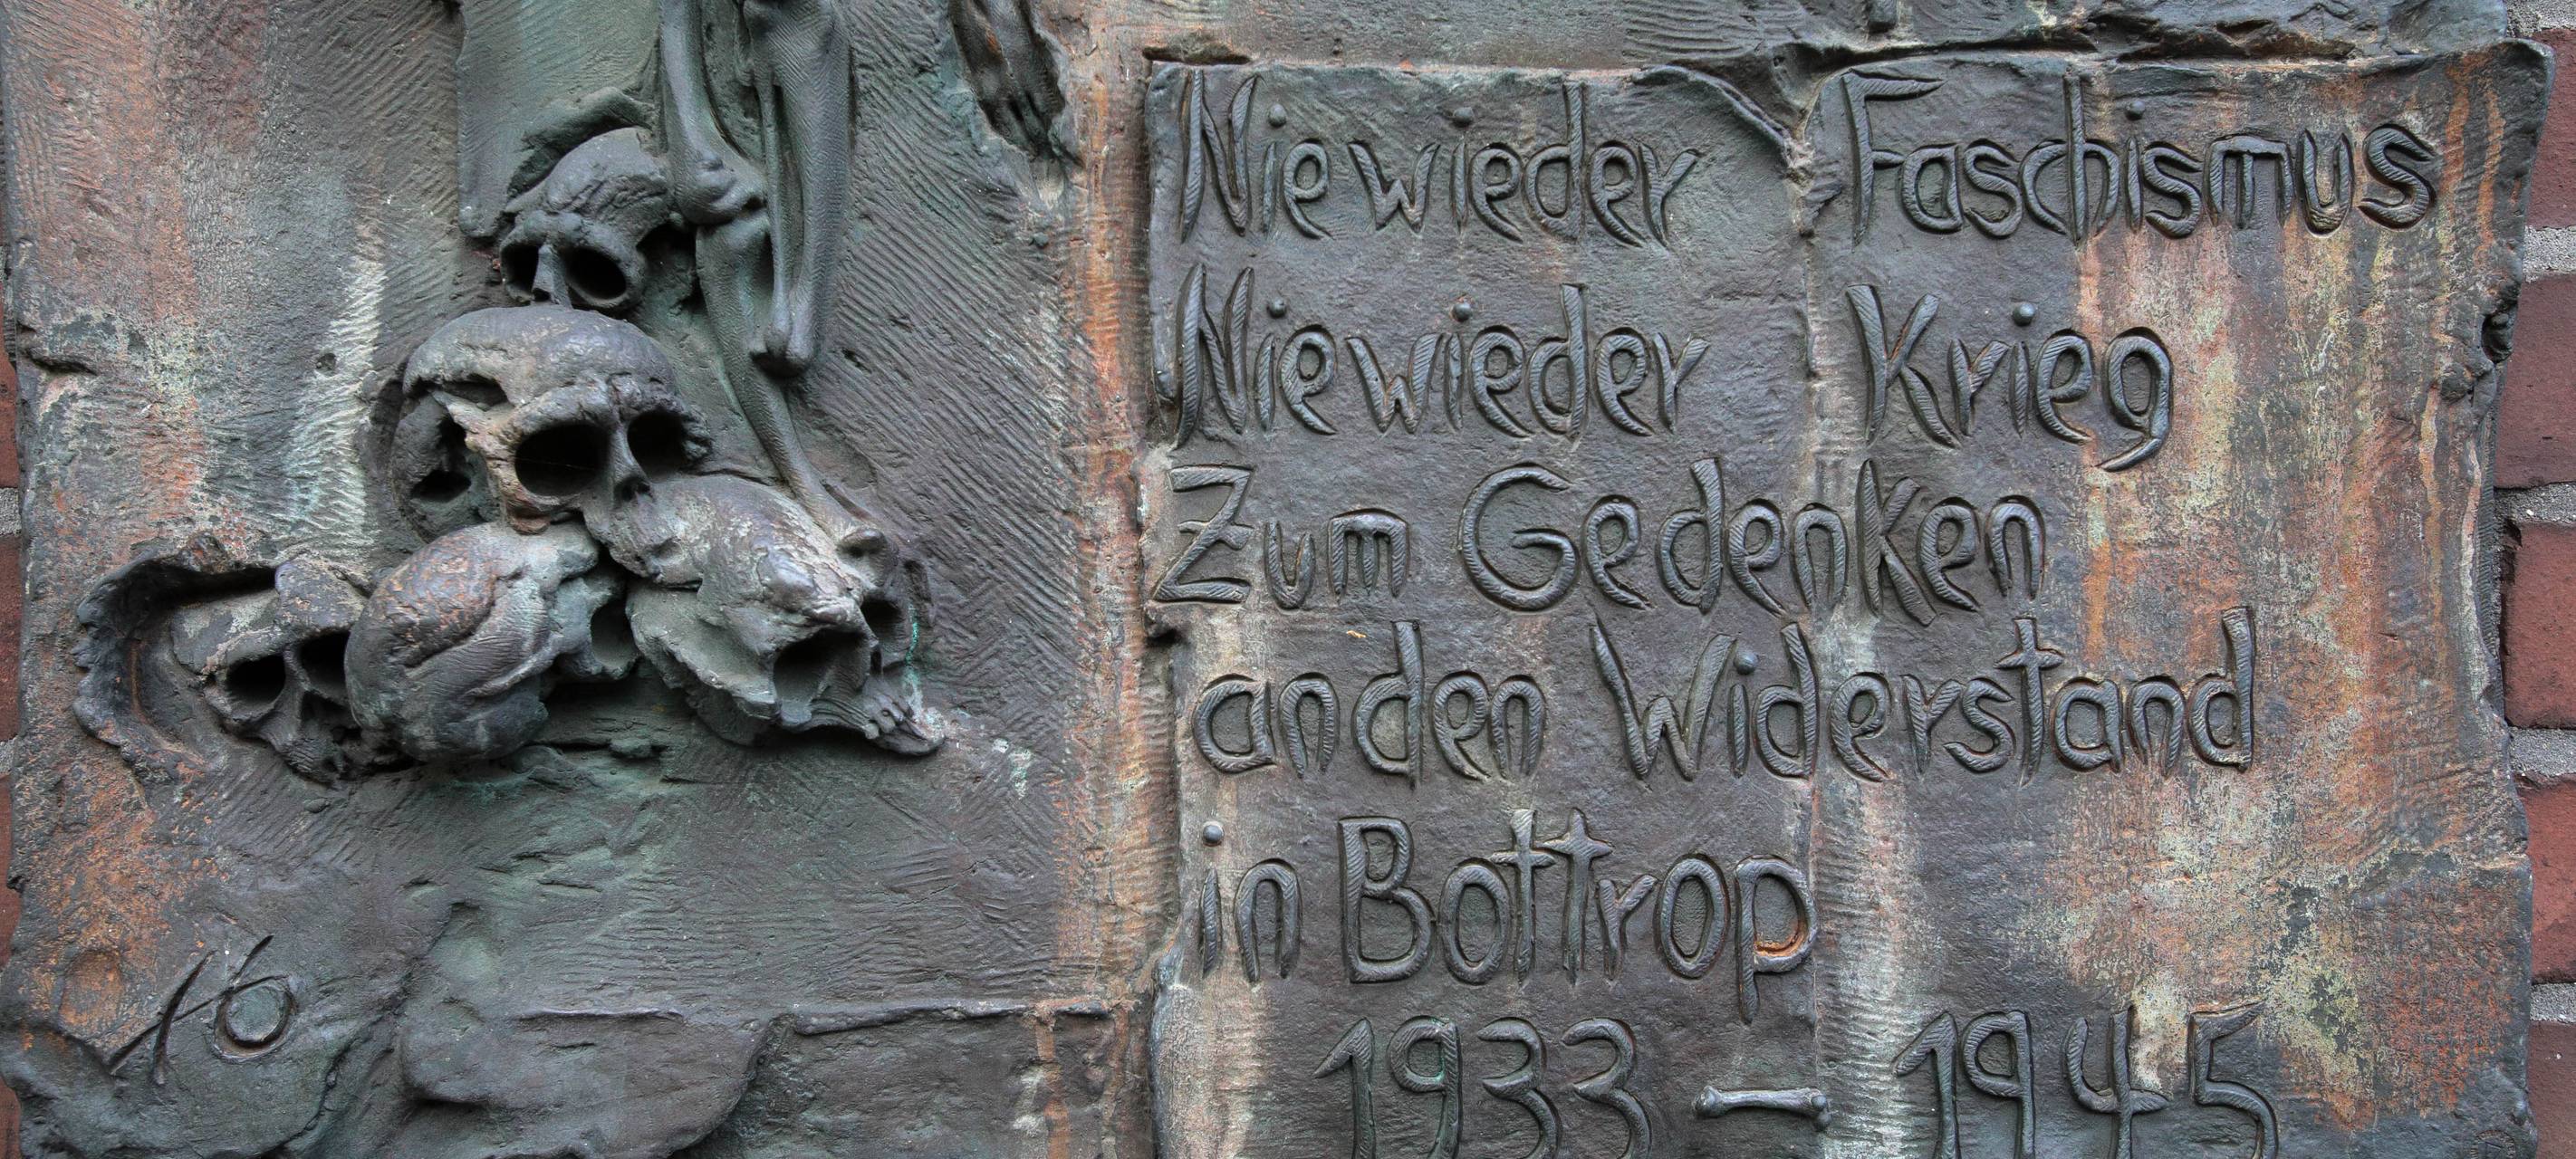 Nie wieder Faschismus
Nie wieder Krieg
Zum Gedenken
an den Widerstand
in Bottrop
1933 – 1945